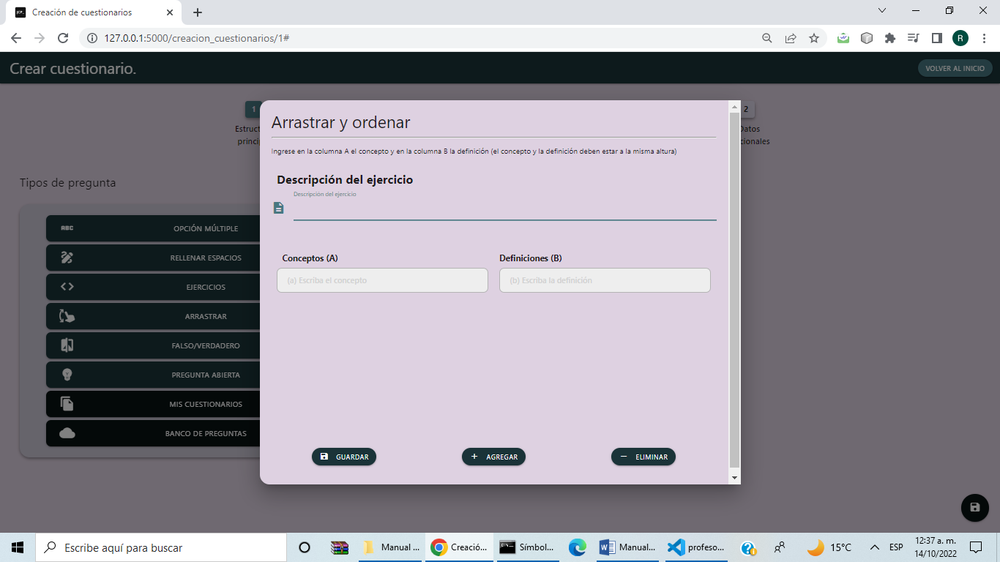 Creación de cuestionarios
127.0.0.1:5000/creacion_cuestionarios/1#
R
Crear cuestionario.
VOLVER AL INICIO
1
2
Datos
Arrastrar y ordenar
Ingrese en la columna A el concepto y en la columna B la definición (el concepto y la definición deben estar a la misma altura)
Descripción del ejercicio
Descripción del ejercicio
Conceptos (A)
Definiciones (B)
(a) Escriba el concepto
(b) Escriba la definición
GUARDAR
AGREGAR
ELIMINAR
Tipos de pregunta
ABC
OPCIÓN MÚLTIPLE
RELLENAR ESPACIOS
EJERCICIOS
ARRASTRAR
FALSO/VERDADERO
PREGUNTA ABIERTA
MIS CUESTIONARIOS
BANCO DE PREGUNTAS
Escribe aquí para buscar
Manual ...
Creació...
Símbol...
Manual...
profeso...
15°C
ESP
12:37 a. m.
14/10/2022